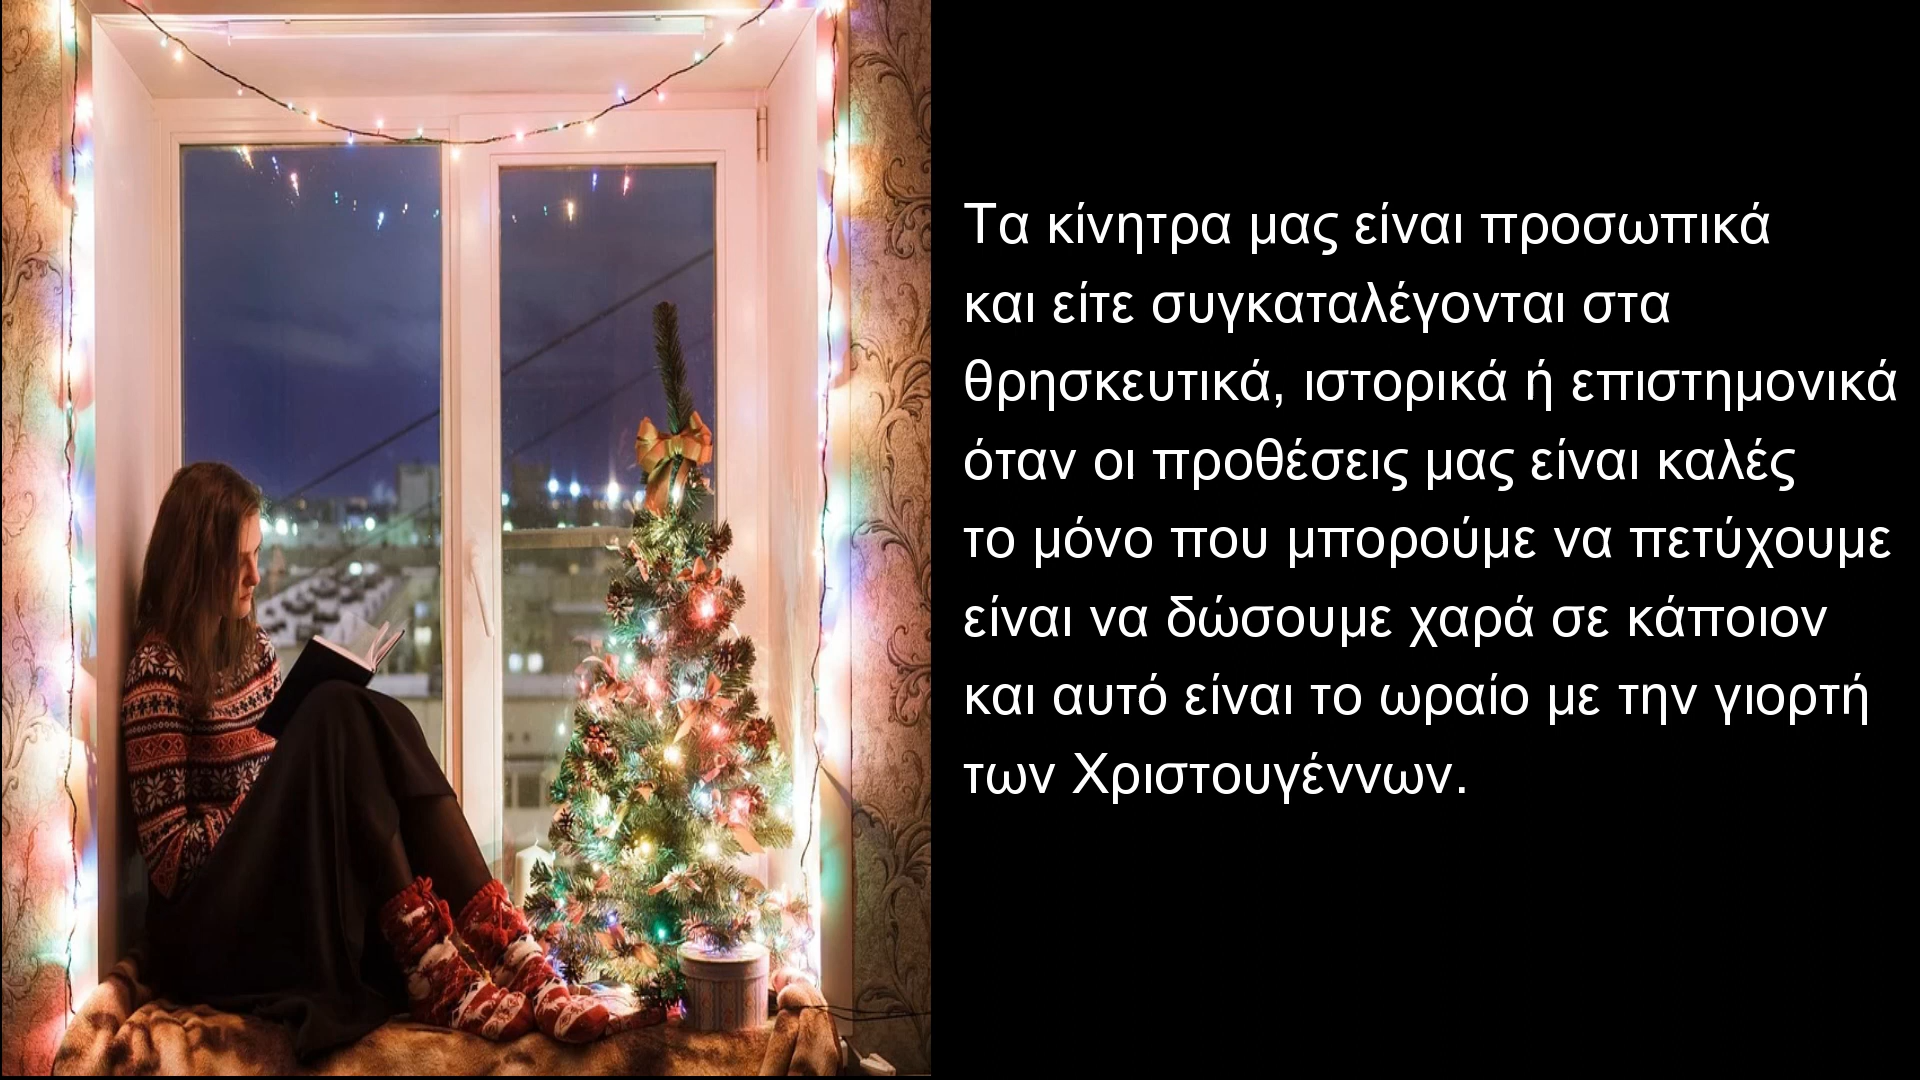 Τα κίνητρα μας είναι προσωπικά
και είτε συγκαταλέγονται στα
θρησκευτικά, ιστορικά ή επιστημονικά
όταν οι προθέσεις μας είναι καλές
το μόνο που μπορούμε να πετύχουμε
είναι να δώσουμε χαρά σε κάποιον
και αυτό είναι το ωραίο με την γιορτή
των Χριστουγέννων.